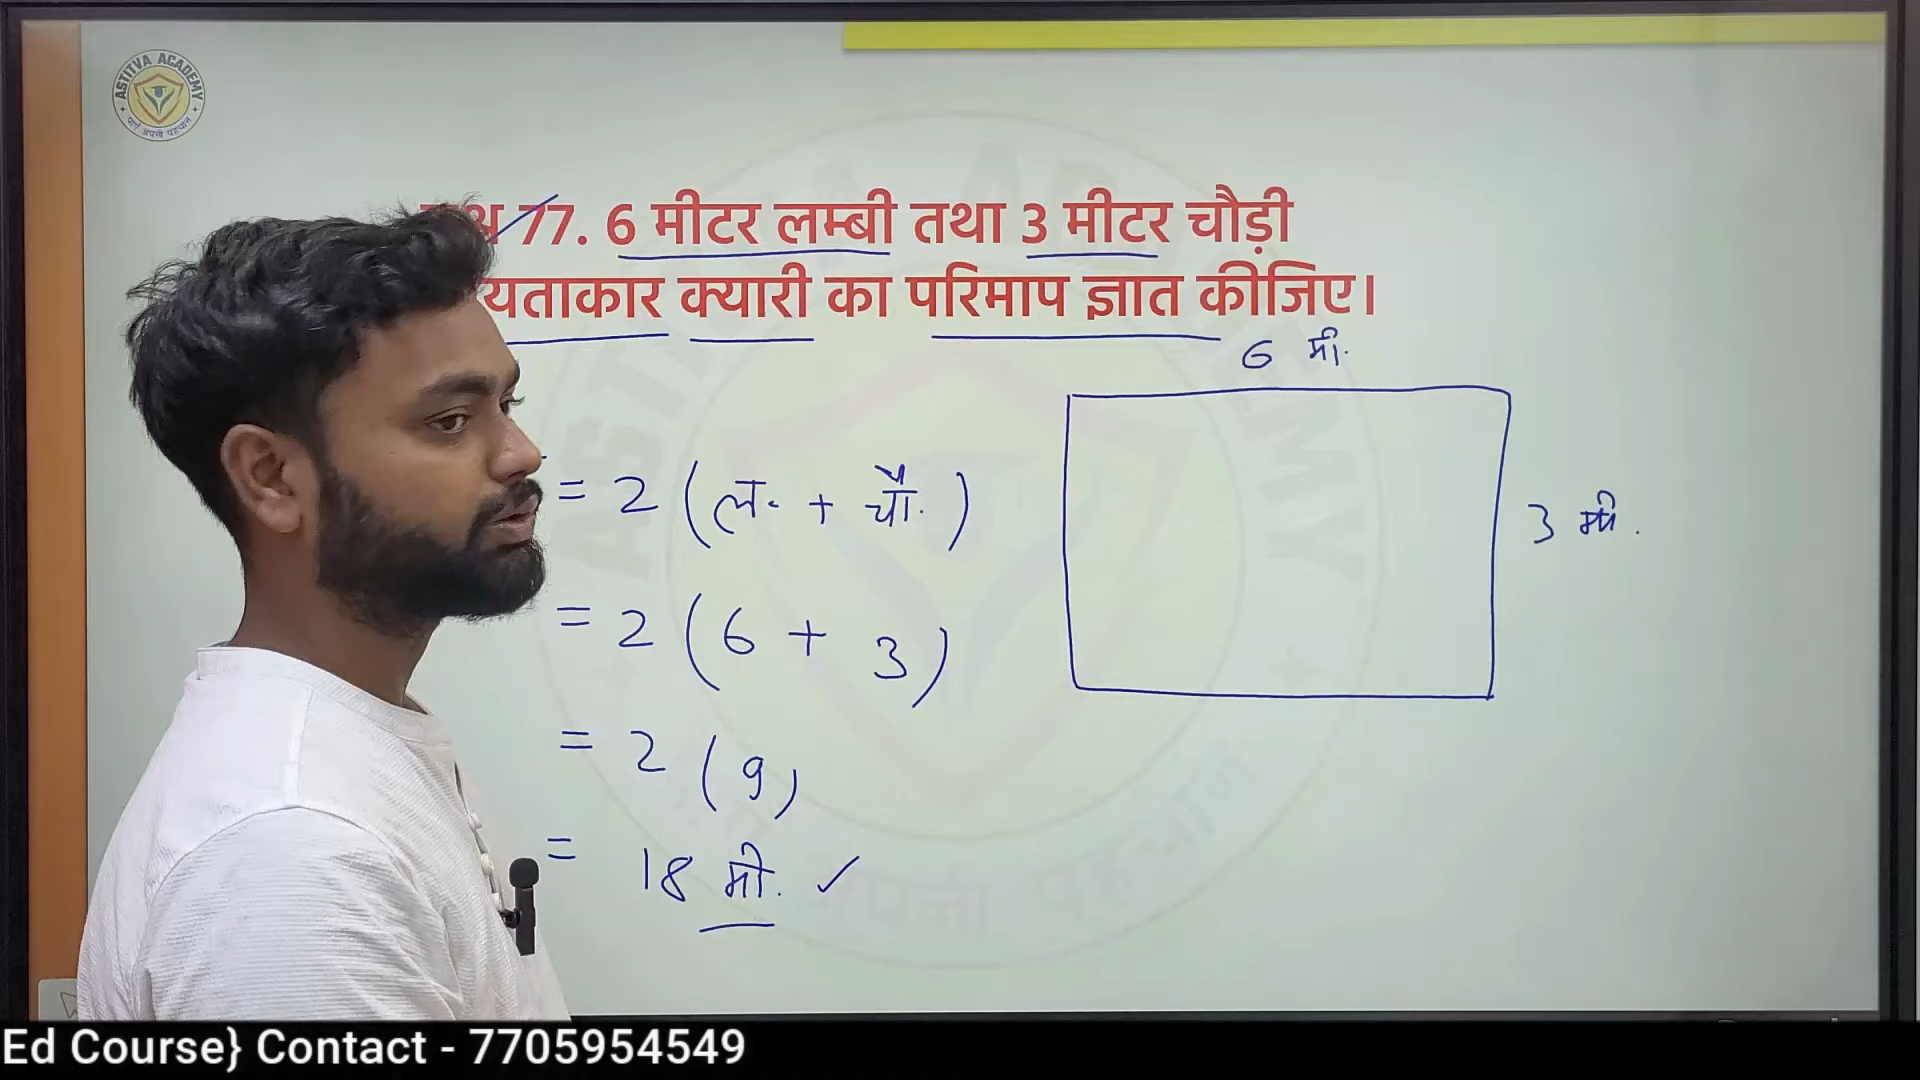 ASTITVA ACADEMY
77. 6 मीटर लम्बी तथा 3 मीटर चौड़ी
यताकार क्यारी का परिमाप ज्ञात कीजिए।
6 मी.
= 2 (ल. + चौ.)
3 मी.
= 2 (6 + 3)
= 2 (9)
= 18 मी. ✓
Ed Course} Contact - 7705954549